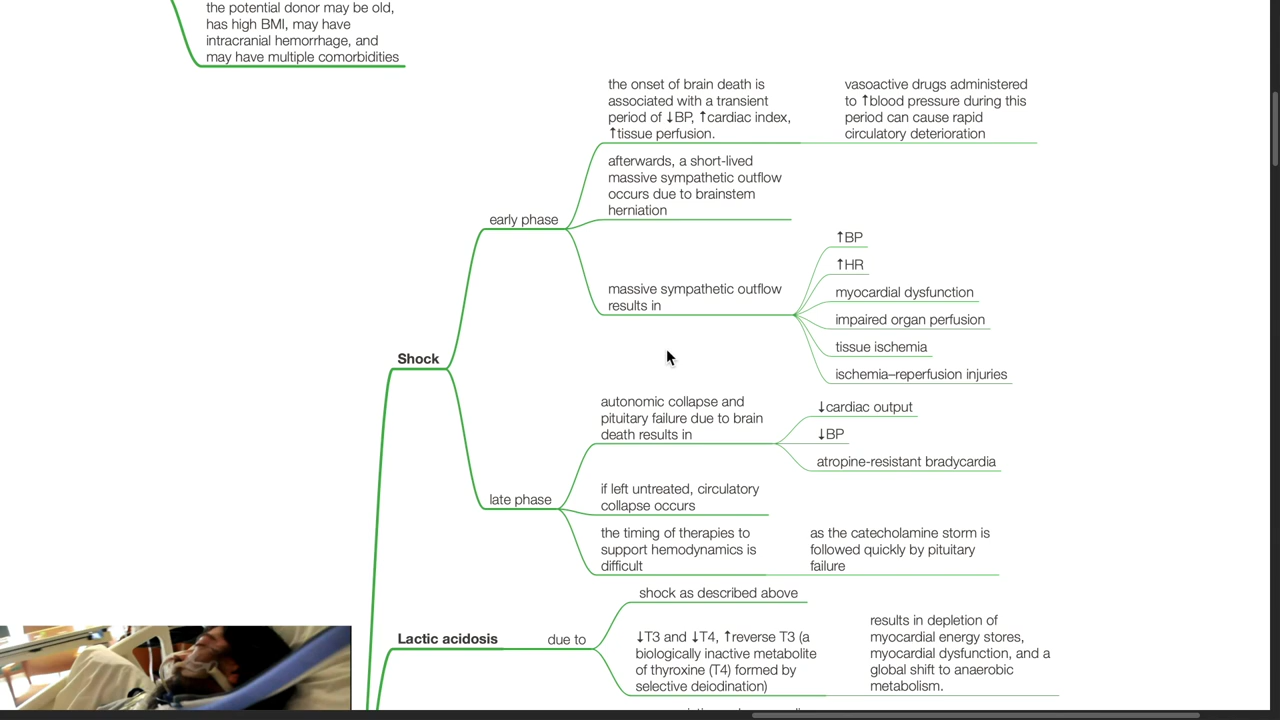 the potential donor may be old,
has high BMI, may have
intracranial hemorrhage, and
may have multiple comorbidities
the onset of brain death is
associated with a transient
period of ↓BP, ↑cardiac index,
↑tissue perfusion.
vasoactive drugs administered
to ↑blood pressure during this
period can cause rapid
circulatory deterioration
afterwards, a short-lived
massive sympathetic outflow
occurs due to brainstem
herniation
early phase
massive sympathetic outflow
results in
↑BP
↑HR
myocardial dysfunction
impaired organ perfusion
tissue ischemia
ischemia–reperfusion injuries
Shock
autonomic collapse and
pituitary failure due to brain
death results in
↓cardiac output
↓BP
atropine-resistant bradycardia
late phase
if left untreated, circulatory
collapse occurs
the timing of therapies to
support hemodynamics is
difficult
as the catecholamine storm is
followed quickly by pituitary
failure
Lactic acidosis
due to
shock as described above
↓T3 and ↓T4, ↑reverse T3 (a
biologically inactive metabolite
of thyroxine (T4) formed by
selective deiodination)
results in depletion of
myocardial energy stores,
myocardial dysfunction, and a
global shift to anaerobic
metabolism.